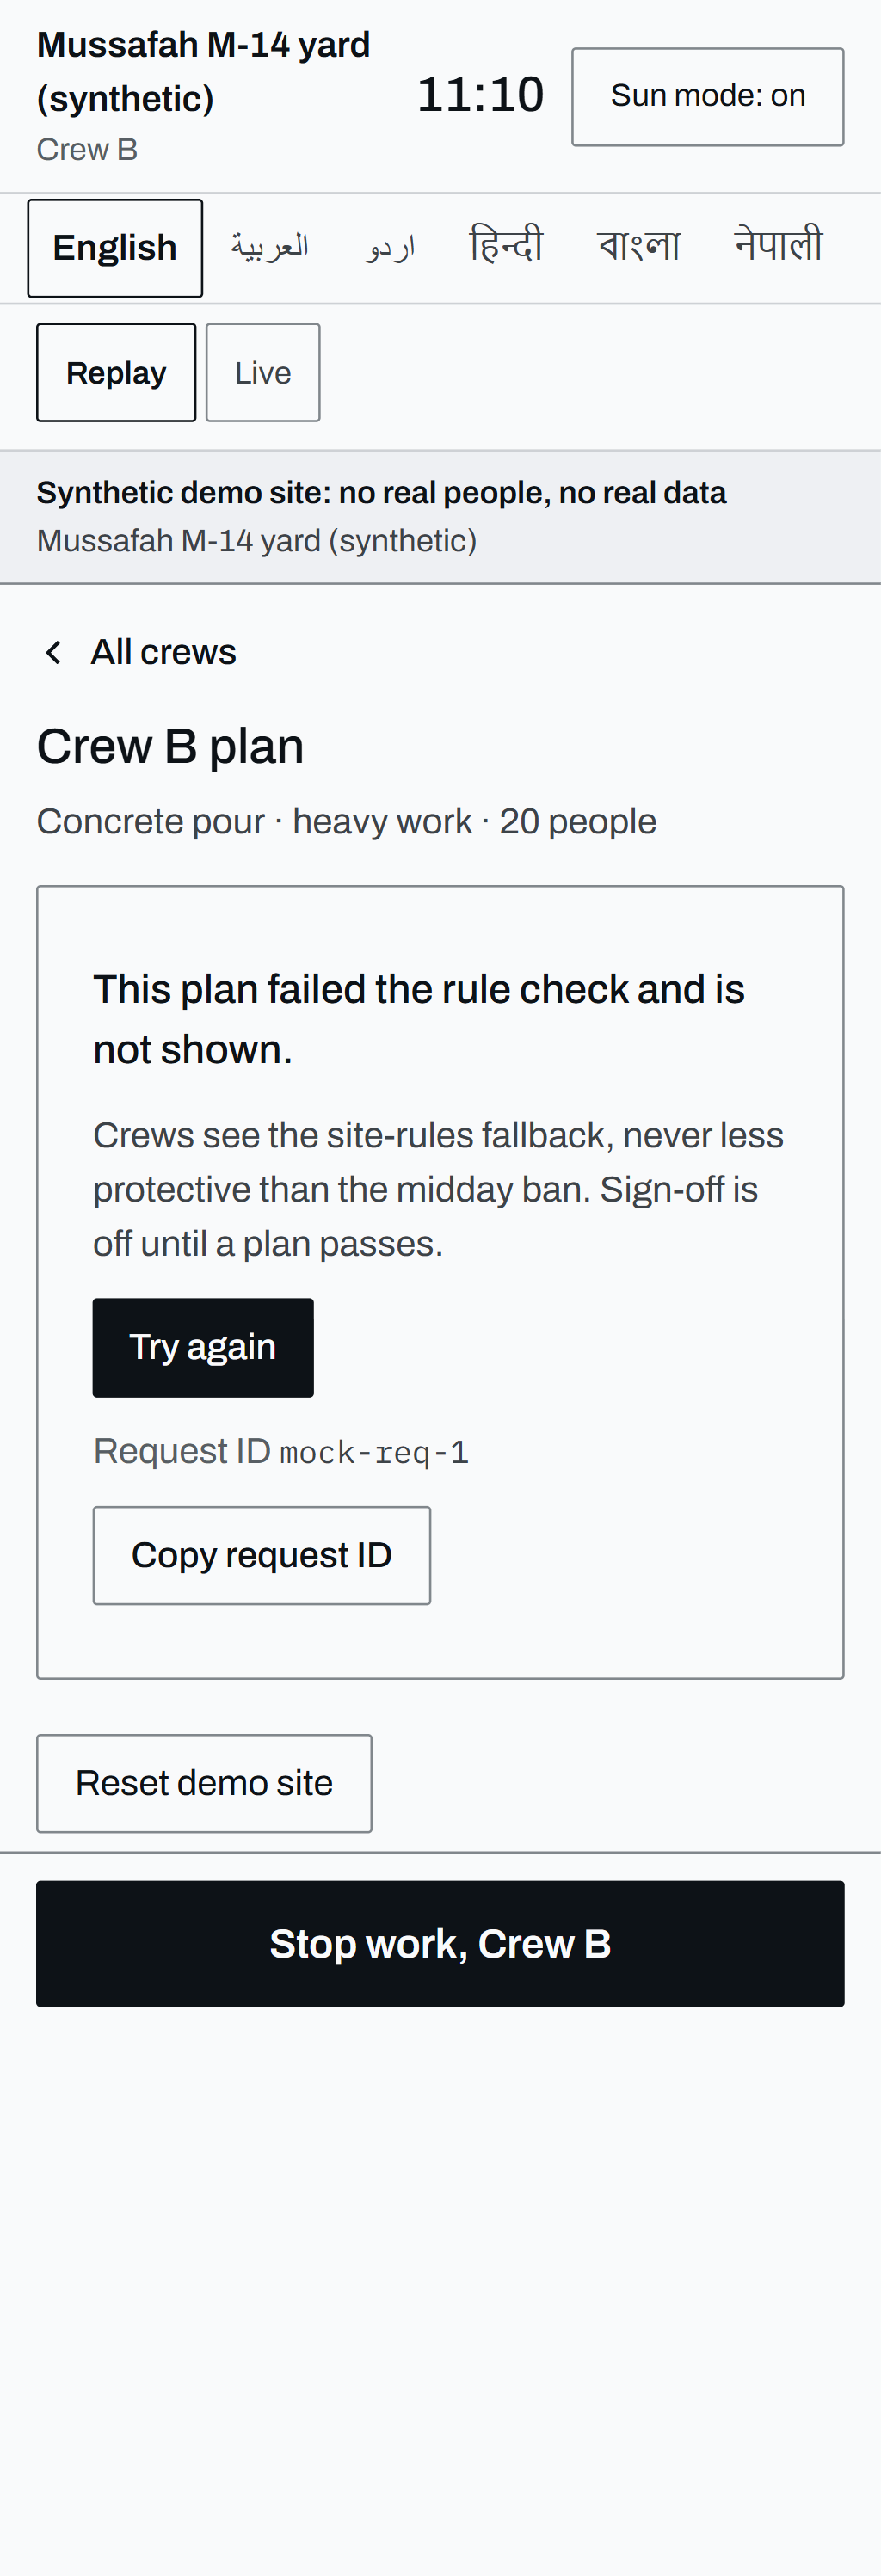 Mussafah M-14 yard
(synthetic)
Crew B
11:10
Sun mode: on
English العربية اردو हिन्दी বাংলা नेपाली
Replay Live
Synthetic demo site: no real people, no real data
Mussafah M-14 yard (synthetic)
All crews
Crew B plan
Concrete pour · heavy work · 20 people
This plan failed the rule check and is
not shown.
Crews see the site-rules fallback, never less
protective than the midday ban. Sign-off is
off until a plan passes.
Try again
Request ID mock-req-1
Copy request ID
Reset demo site
Stop work, Crew B